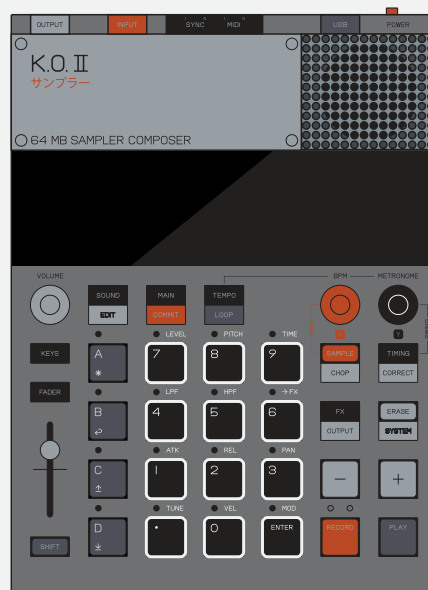 OUTPUT
INPUT
SYNC
MIDI
USB
POWER
K.O. II
サンプラー
64 MB SAMPLER COMPOSER
VOLUME
BPM
METRONOME
SOUND
EDIT
MAIN
COMMIT
TEMPO
LOOP
LEVEL
PITCH
TIME
Y
KEYS
A
7
8
9
SAMPLE
CHOP
TIMING
CORRECT
FADER
LPF
HPF
→FX
B
4
5
6
FX
OUTPUT
ERASE
SYSTEM
ATK
REL
PAN
C
1
2
3
−
+
TUNE
VEL
MOD
SHIFT
D
.
0
ENTER
RECORD
PLAY